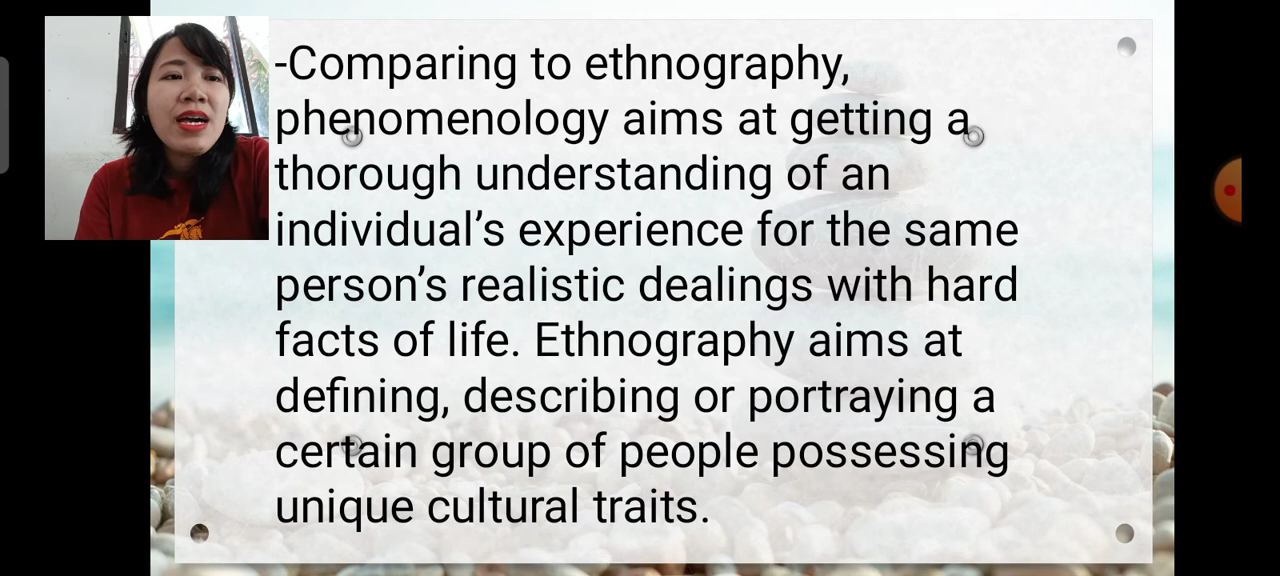 -Comparing to ethnography,
phenomenology aims at getting a
thorough understanding of an
individual’s experience for the same
person’s realistic dealings with hard
facts of life. Ethnography aims at
defining, describing or portraying a
certain group of people possessing
unique cultural traits.